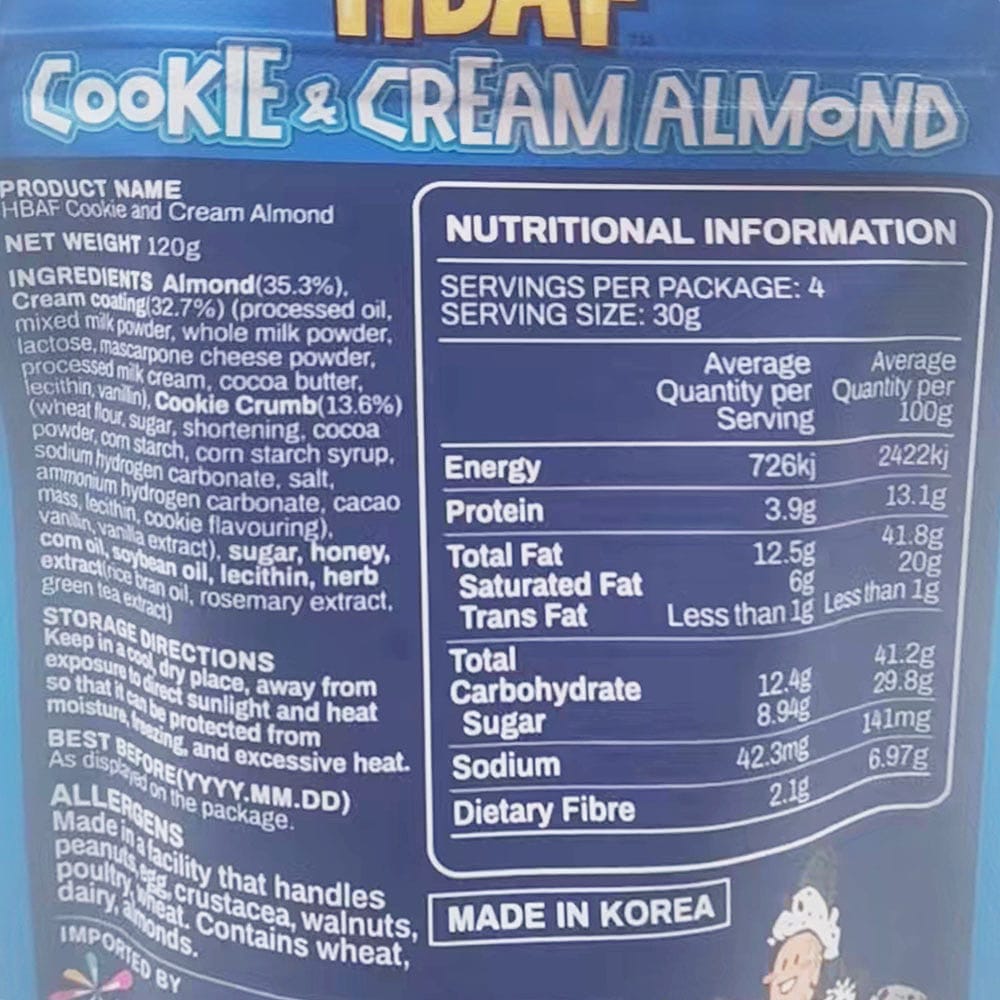 HBAF
COOKIE & CREAM ALMOND
PRODUCT NAME
HBAF Cookie and Cream Almond
NET WEIGHT 120g
INGREDIENTS Almond(35.3%),
Cream coating(32.7%) (processed oil,
mixed milk powder, whole milk powder,
lactose, mascarpone cheese powder,
processed milk cream, cocoa butter,
lecithin, vanillin), Cookie Crumb(13.6%)
(wheat flour, sugar, shortening, cocoa
powder, corn starch, corn starch syrup,
sodium hydrogen carbonate, salt,
ammonium hydrogen carbonate, cacao
mass, lecithin, cookie flavouring),
vanillin, vanilla extract), sugar, honey,
corn oil, soybean oil, lecithin, herb
extract(rice bran oil, rosemary extract,
green tea extract)
STORAGE DIRECTIONS
Keep in a cool, dry place, away from
exposure to direct sunlight and heat
so that it can be protected from
moisture, freezing, and excessive heat.
BEST BEFORE(YYYY.MM.DD)
As displayed on the package.
ALLERGENS
Made in a facility that handles
peanuts, egg, crustacea, walnuts,
poultry, wheat. Contains wheat,
dairy, almonds.
IMPORTED BY
NUTRITIONAL INFORMATION
SERVINGS PER PACKAGE: 4
SERVING SIZE: 30g
Average Quantity per Serving Average Quantity per 100g
Energy 726kj 2422kj
Protein 3.9g 13.1g
Total Fat 12.5g 41.8g
Saturated Fat 6g 20g
Trans Fat Less than 1g Less than 1g
Total
Carbohydrate 12.4g 41.2g
Sugar 8.94g 29.8g
Sodium 42.3mg 141mg
Dietary Fibre 2.1g 6.97g
MADE IN KOREA